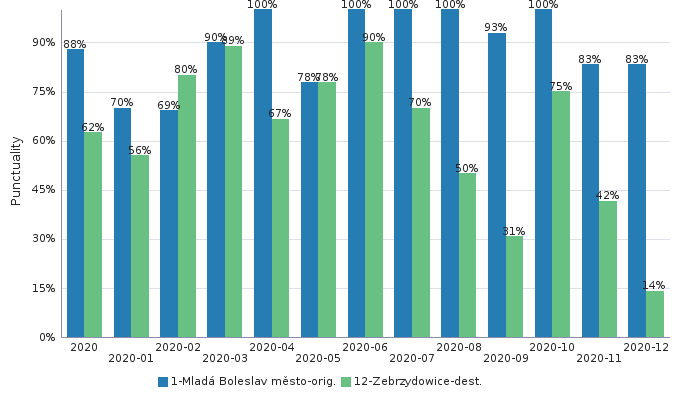 100% 100% 100% 100% 100%
88% 62% 70% 56% 69% 80% 90% 89% 67% 78% 78% 90% 70% 50% 93% 31% 75% 83% 42% 83% 14%
Punctuality
90%
75%
60%
45%
30%
15%
0%
2020 2020-02 2020-04 2020-06 2020-08 2020-10 2020-12
2020-01 2020-03 2020-05 2020-07 2020-09 2020-11
1-Mladá Boleslav město-orig. 12-Zebrzydowice-dest.